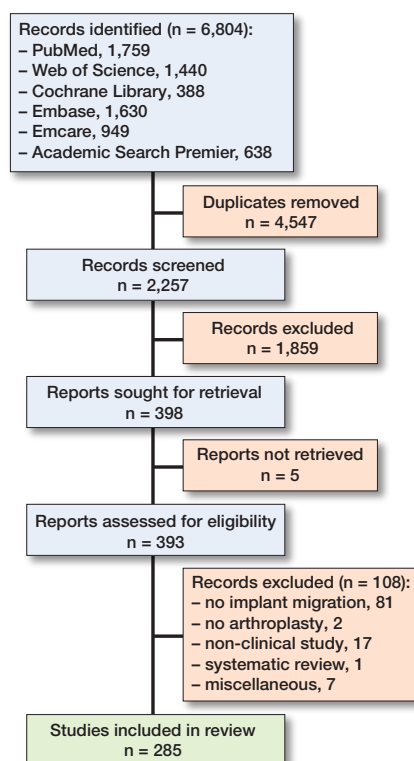 Records identified (n = 6,804):
– PubMed, 1,759
– Web of Science, 1,440
– Cochrane Library, 388
– Embase, 1,630
– Emcare, 949
– Academic Search Premier, 638
Duplicates removed
n = 4,547
Records screened
n = 2,257
Records excluded
n = 1,859
Reports sought for retrieval
n = 398
Reports not retrieved
n = 5
Reports assessed for eligibility
n = 393
Records excluded (n = 108):
– no implant migration, 81
– no arthroplasty, 2
– non-clinical study, 17
– systematic review, 1
– miscellaneous, 7
Studies included in review
n = 285